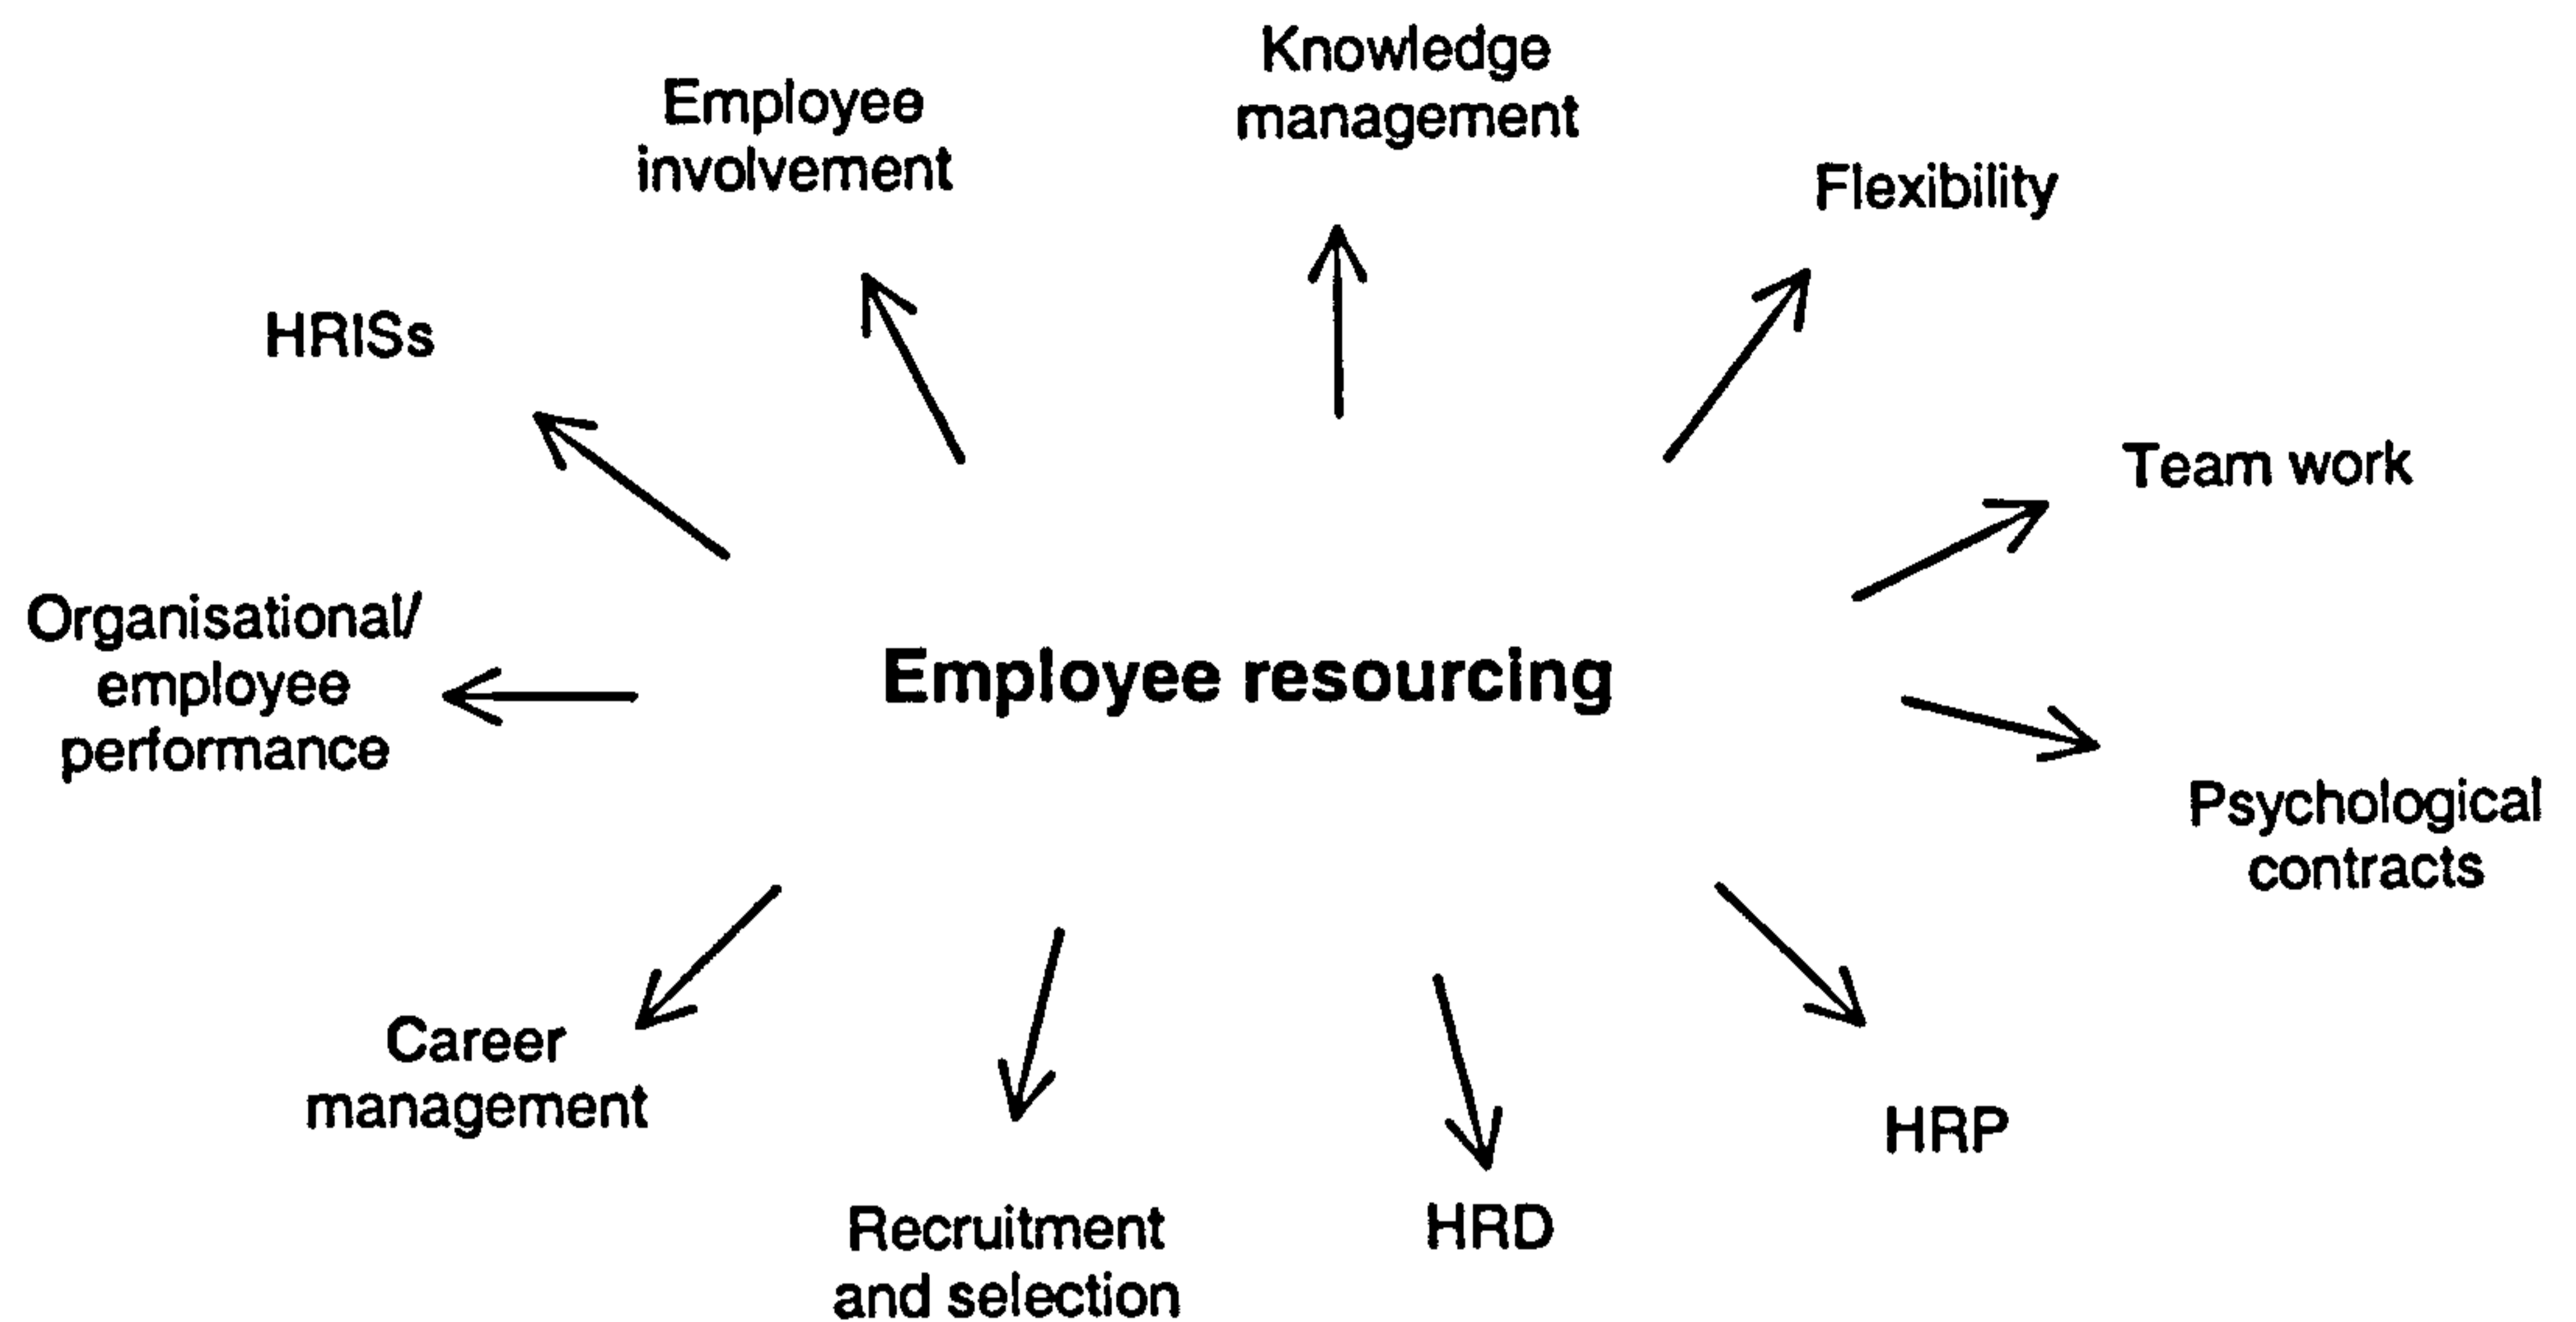 Knowledge
management
Employee
involvement
Flexibility
HRISs
Team work
Organisational/
employee
performance
Employee resourcing
Psychological
contracts
Career
management
HRP
Recruitment
and selection
HRD